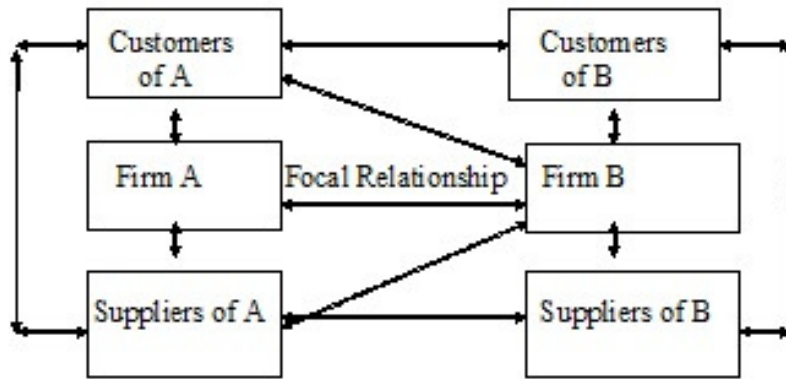 Customers
of A
Customers
of B
Firm A
Focal Relationship
Firm B
Suppliers of A
Suppliers of B